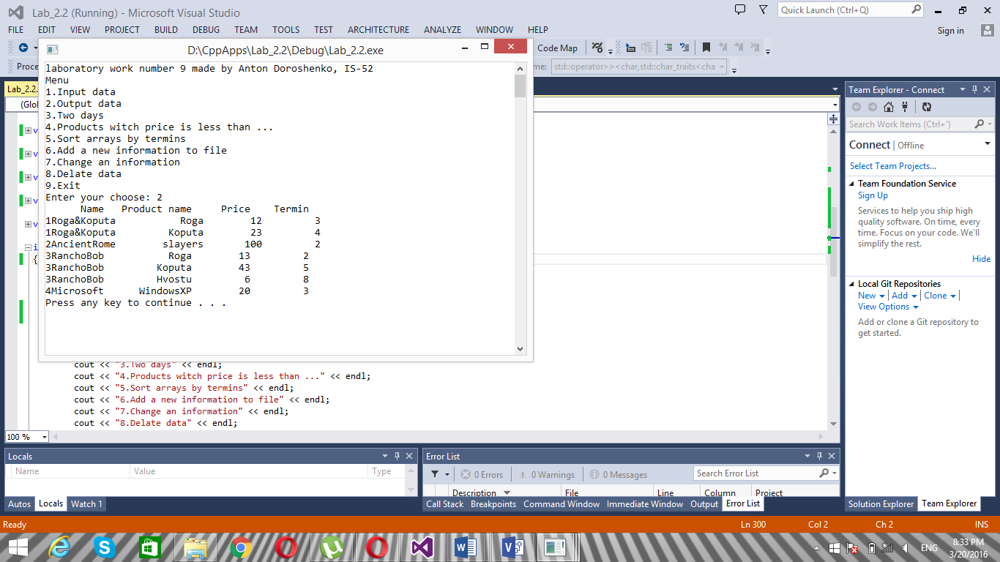 Lab_2.2 (Running) - Microsoft Visual Studio
Quick Launch (Ctrl+Q)
FILE EDIT VIEW PROJECT BUILD DEBUG TEAM TOOLS TEST ARCHITECTURE ANALYZE WINDOW HELP
Sign in
D:\CppApps\Lab_2.2\Debug\Lab_2.2.exe
Code Map
Proce
me: std::operator>><char,std::char_traits<cha
Lab_2.2.
(Glol
laboratory work number 9 made by Anton Doroshenko, IS-52
Menu
1.Input data
2.Output data
3.Two days
4.Products witch price is less than ...
5.Sort arrays by termins
6.Add a new information to file
7.Change an information
8.Delate data
9.Exit
Enter your choose: 2
Name Product name Price Termin
1Roga&Koputa Roga 12 3
1Roga&Koputa Koputa 23 4
2AncientRome slayers 100 2
3RanchoBob Roga 13 2
3RanchoBob Koputa 43 5
3RanchoBob Hvostu 6 8
4Microsoft WindowsXP 20 3
Press any key to continue . . .
v
v
v
v
v
i
{
cout << "3.Two days" << endl;
cout << "4.Products witch price is less than ..." << endl;
cout << "5.Sort arrays by termins" << endl;
cout << "6.Add a new information to file" << endl;
cout << "7.Change an information" << endl;
cout << "8.Delate data" << endl;
100 %
Team Explorer - Connect
Search Work Items (Ctrl+')
Connect | Offline
Select Team Projects...
Team Foundation Service
Sign Up
Services to help you ship high
quality software. On time, every
time. Focus on your code. We'll
simplify the rest.
Hide
Local Git Repositories
New | Add | Clone |
View Options
Add or clone a Git repository to
get started.
Locals
Name Value Type
Autos Locals Watch 1
Error List
0 Errors 0 Warnings 0 Messages
Search Error List
Description File Line Column Project
Call Stack Breakpoints Command Window Immediate Window Output Error List
Solution Explorer Team Explorer
Ready
Ln 300 Col 2 Ch 2 INS
ENG
8:33 PM
3/20/2016